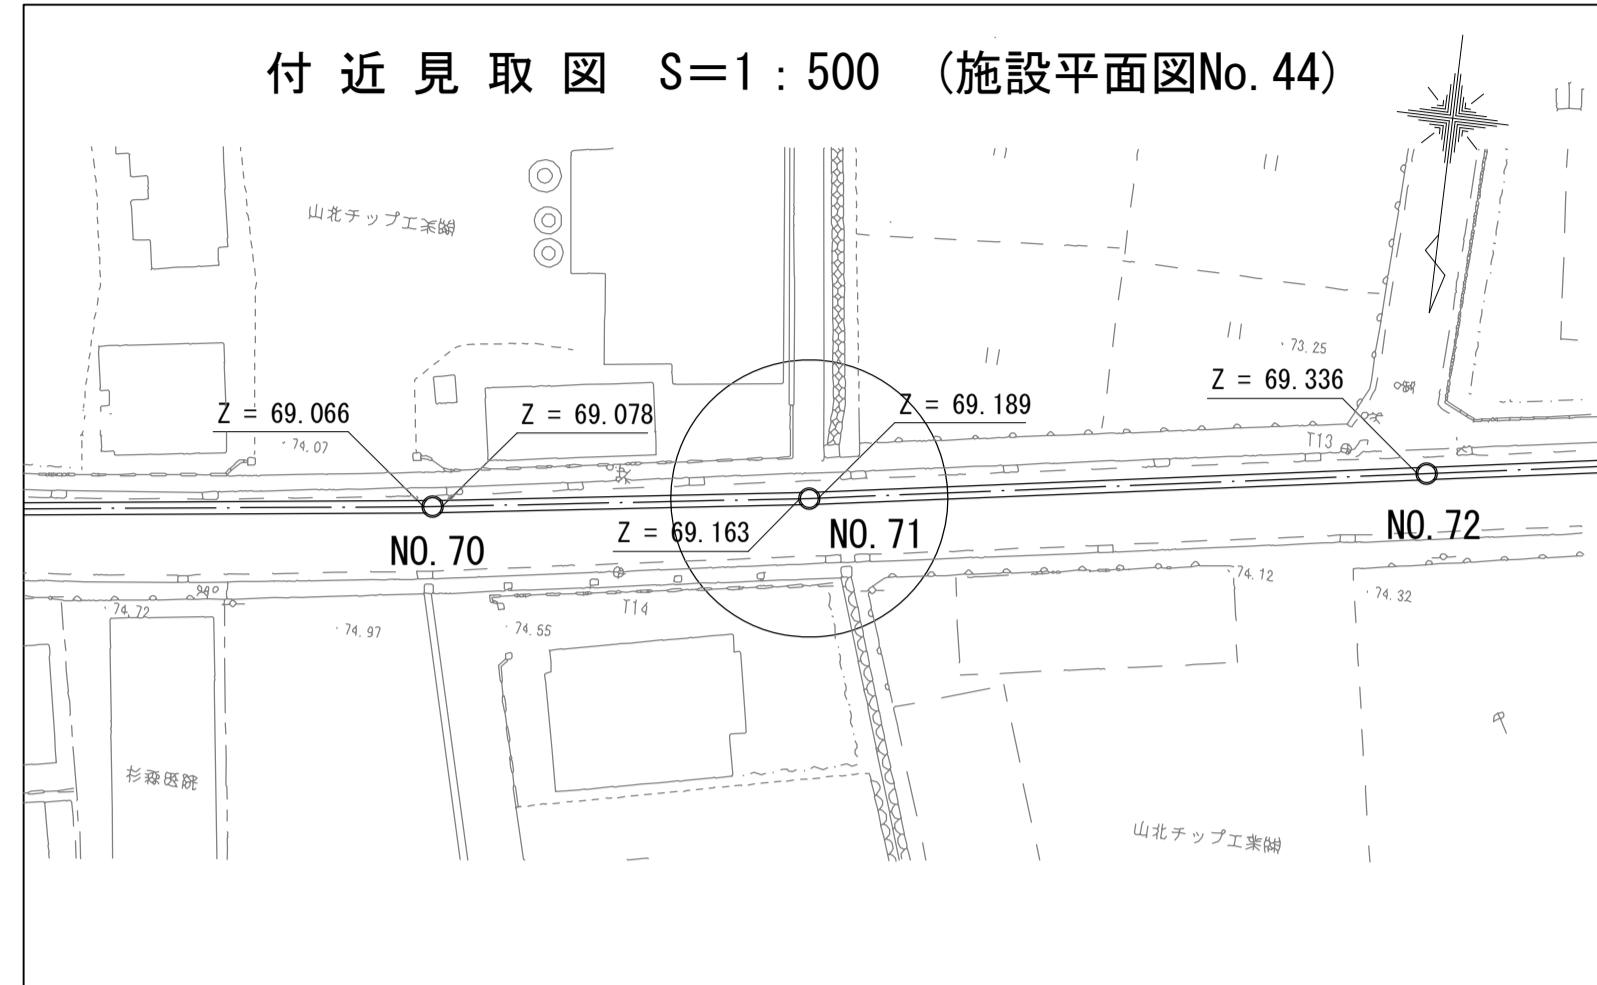 付近見取図 S=1:500 (施設平面図No.44)
山
山北チップ工業㈱
73.25
Z = 69.336
Z = 69.189
Z = 69.066
Z = 69.078
74.07
T13
Z = 69.163
NO.70
NO.71
NO.72
74.72
74.97
74.55
T14
74.12
74.32
杉森医院
山北チップ工業㈱